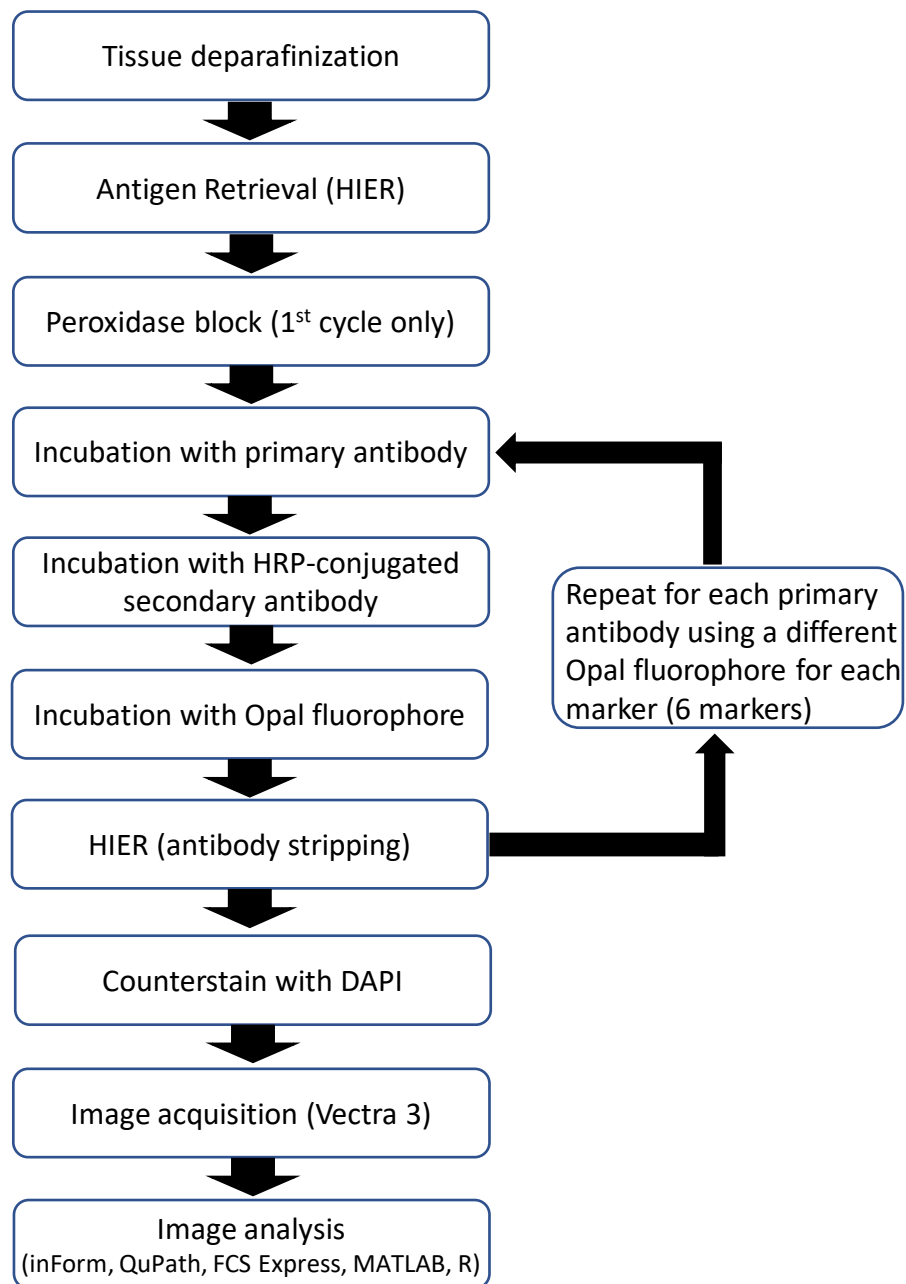 Tissue deparafinization
Antigen Retrieval (HIER)
Peroxidase block (1st cycle only)
Incubation with primary antibody
Incubation with HRP-conjugated
secondary antibody
Incubation with Opal fluorophore
HIER (antibody stripping)
Repeat for each primary
antibody using a different
Opal fluorophore for each
marker (6 markers)
Counterstain with DAPI
Image acquisition (Vectra 3)
Image analysis
(inForm, QuPath, FCS Express, MATLAB, R)